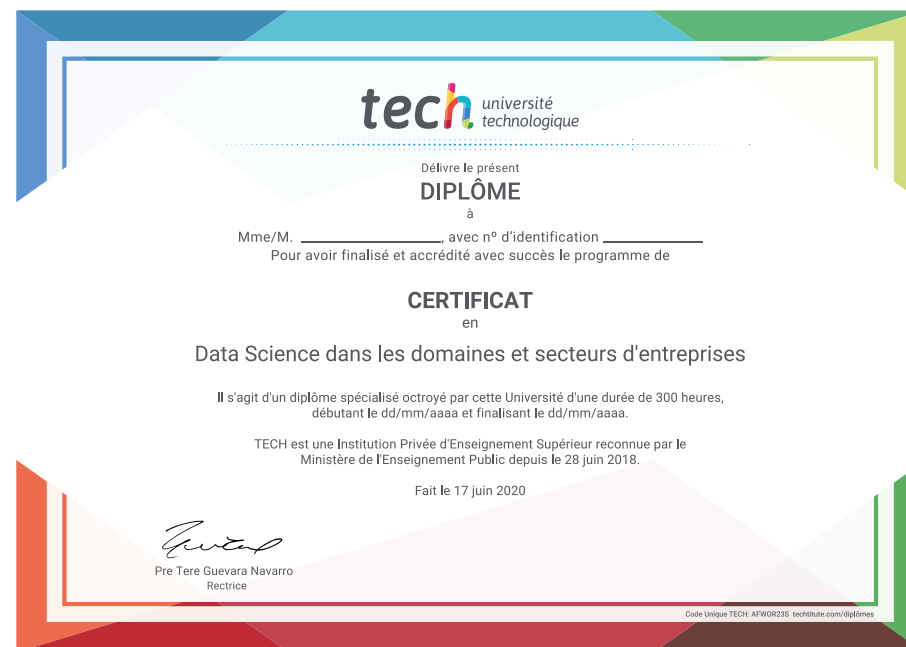 tech université
technologique
Délivre le présent
DIPLÔME
à
Mme/M. ____________________, avec nº d'identification ______________
Pour avoir finalisé et accrédité avec succès le programme de
CERTIFICAT
en
Data Science dans les domaines et secteurs d'entreprises
Il s'agit d'un diplôme spécialisé octroyé par cette Université d'une durée de 300 heures,
débutant le dd/mm/aaaa et finalisant le dd/mm/aaaa.
TECH est une Institution Privée d'Enseignement Supérieur reconnue par le
Ministère de l'Enseignement Public depuis le 28 juin 2018.
Fait le 17 juin 2020
Pre Tere Guevara Navarro
Rectrice
Code Unique TECH: AFWOR23S techtitute.com/diplômes